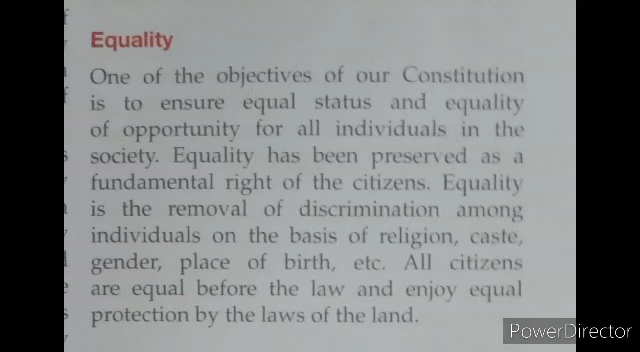 Equality
One of the objectives of our Constitution
is to ensure equal status and equality
of opportunity for all individuals in the
society. Equality has been preserved as a
fundamental right of the citizens. Equality
is the removal of discrimination among
individuals on the basis of religion, caste,
gender, place of birth, etc. All citizens
are equal before the law and enjoy equal
protection by the laws of the land.
PowerDirector